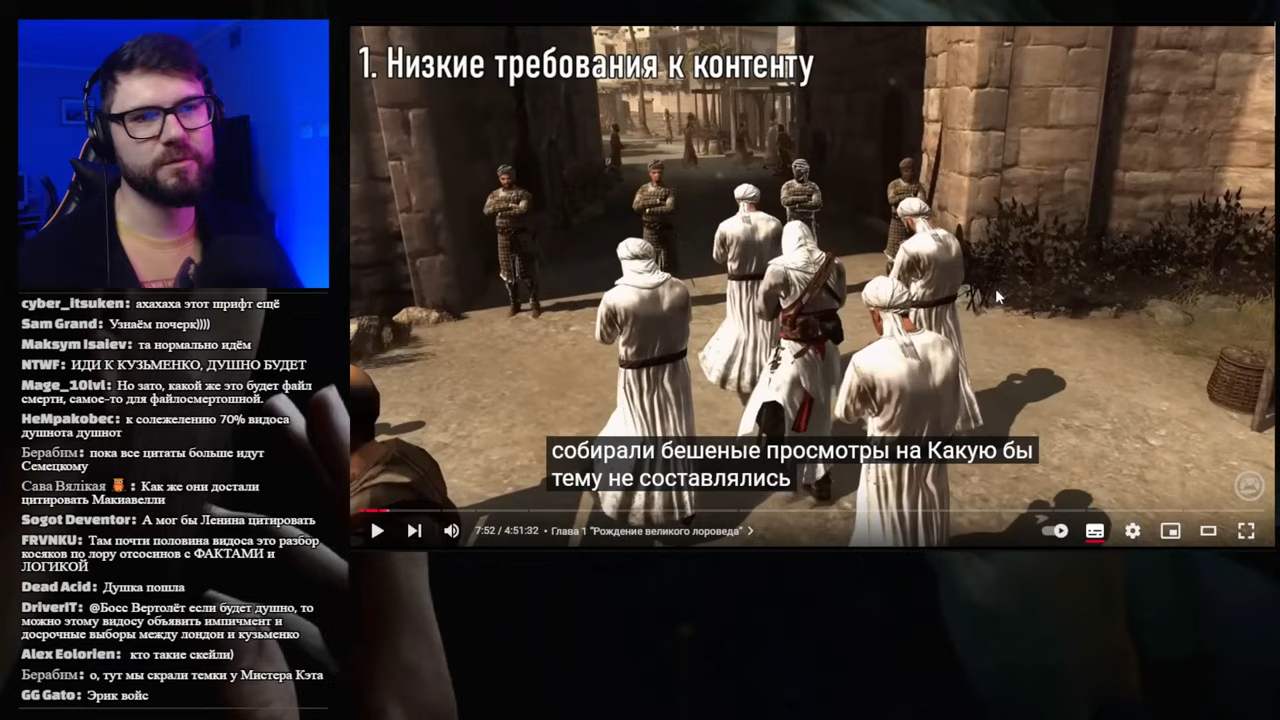 1. Низкие требования к контенту
собирали бешеные просмотры на Какую бы
тему не составлялись
7:52 / 4:51:32 • Глава 1 "Рождение великого лороведа"
cyber_itsuken: ахахаха этот шрифт ещё
Sam Grand: Узнаём почерк))))
Maksym Isaiev: та нормально идём
NTWF: ИДИ К КУЗЬМЕНКО, ДУШНО БУДЕТ
Mage_10lvl: Но зато, какой же это будет файл
смерти, самое-то для файлосмертошной.
HeMpakobec: к солежелению 70% видоса
душнота душнот
Берабим: пока все цитаты больше идут
Семецкому
Сава Вялікая : Как же они достали
цитировать Макиавелли
Sogot Deventor: А мог бы Ленина цитировать
FRVNKU: Там почти половина видоса это разбор
косяков по лору отсосинов с ФАКТАМИ и
ЛОГИКОЙ
Dead Acid: Душка пошла
DriverIT: @Босс Вертолёт если будет душно, то
можно этому видосу объявить импичмент и
досрочные выборы между лондон и кузьменко
Alex Eolorien: кто такие скейли)
Берабим: о, тут мы скрали темки у Мистера Кэта
GG Gato: Эрик войс